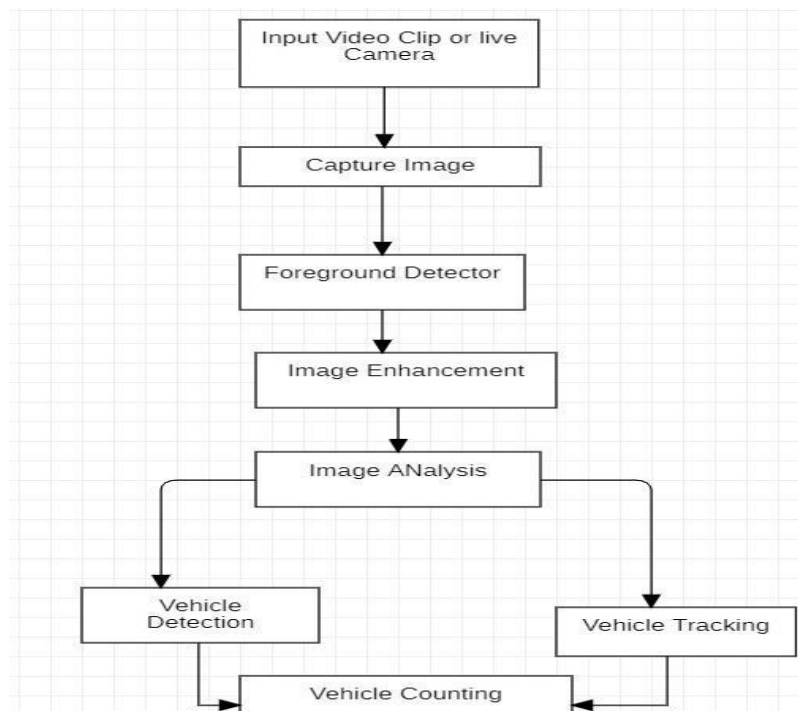 Input Video Clip or live
Camera
Capture Image
Foreground Detector
Image Enhancement
Image ANalysis
Vehicle
Detection
Vehicle Tracking
Vehicle Counting